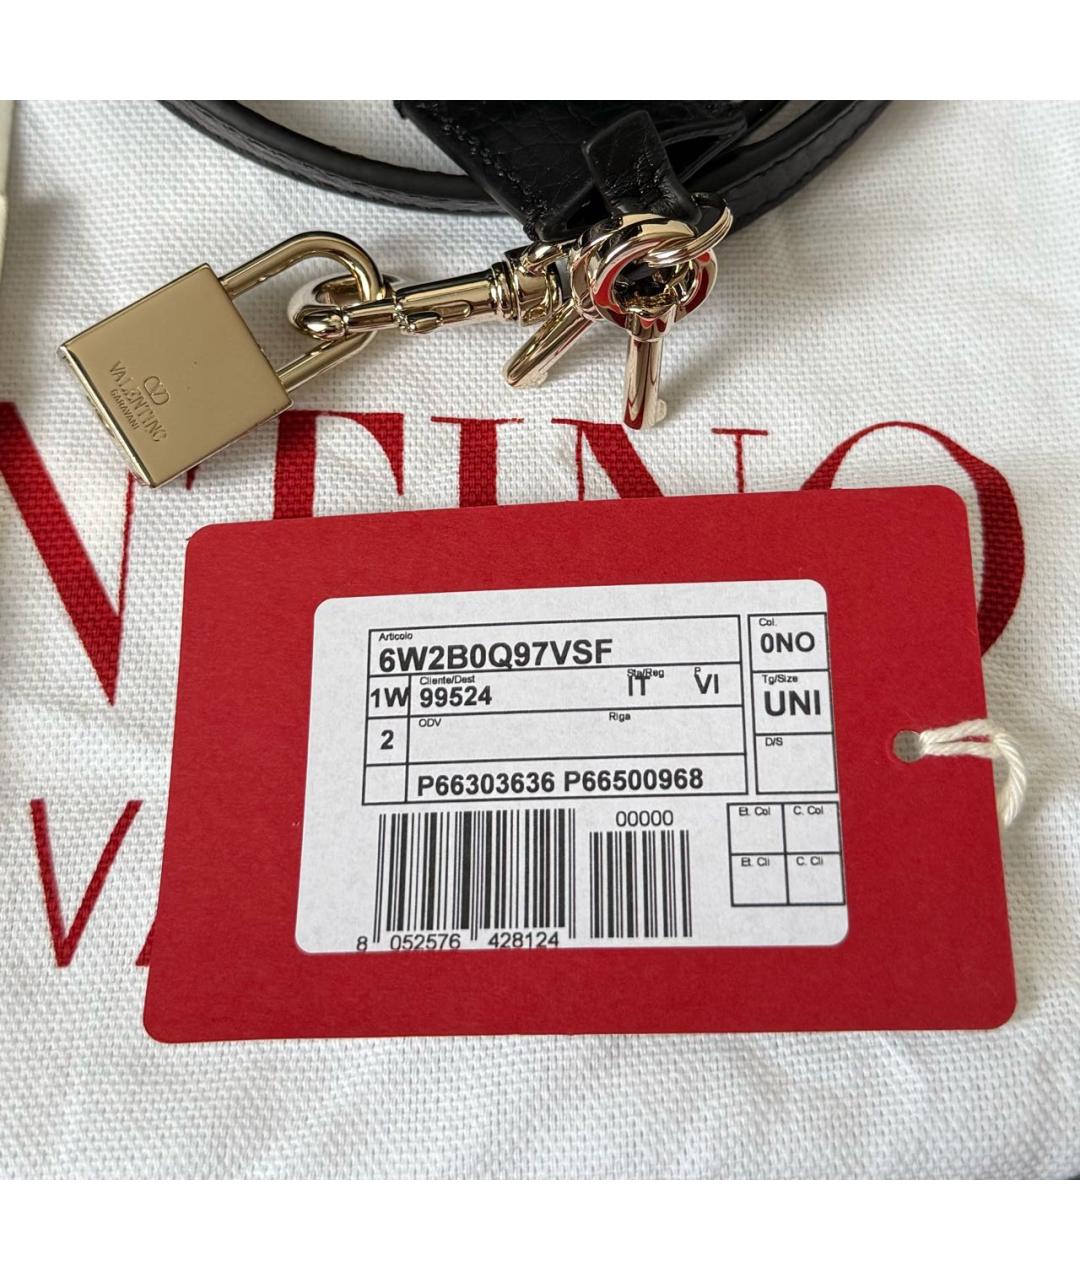 VALENTINO
GARAVANI
NTINO
VA
Articolo
6W2B0Q97VSF
Col.
0NO
1W
Cliente/Dest
99524
Sta/Reg
IT
P
VI
Tg/Size
UNI
2
ODV
Riga
D/S
P66303636 P66500968
00000
Et. Col
C. Col
Et. Cli
C. Cli
8 052576 428124